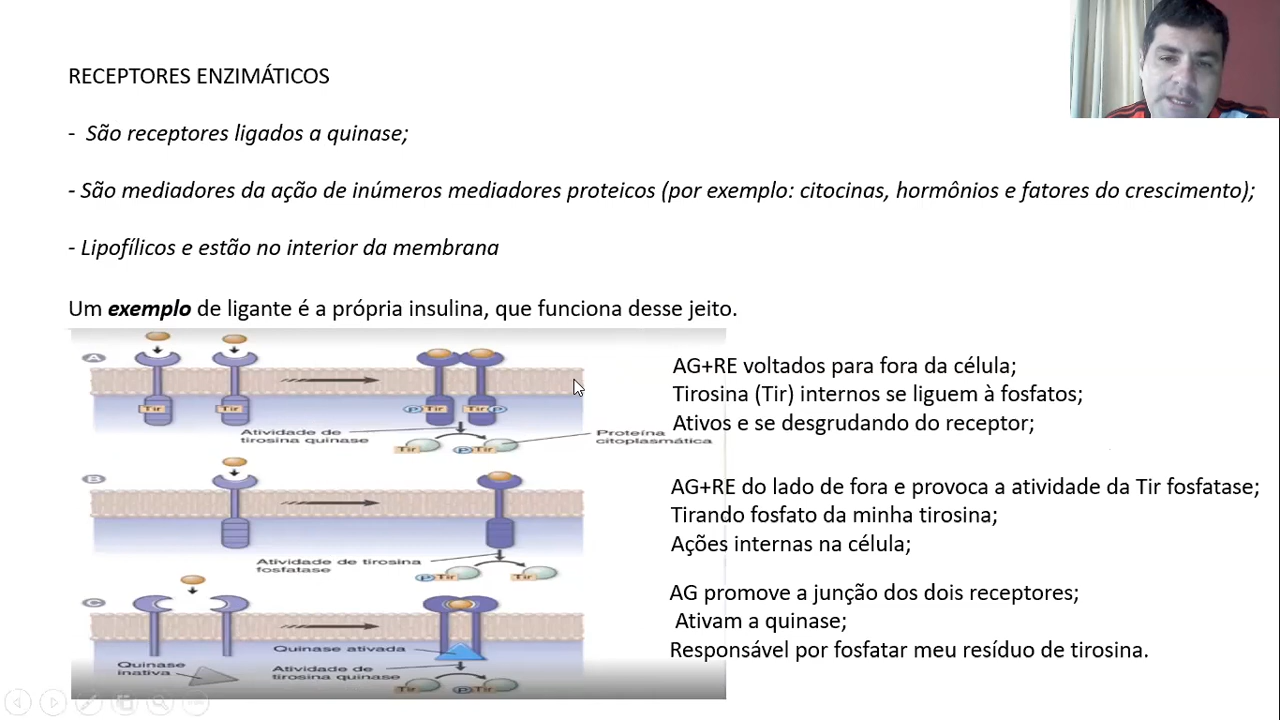 RECEPTORES ENZIMÁTICOS
- São receptores ligados a quinase;
- São mediadores da ação de inúmeros mediadores proteicos (por exemplo: citocinas, hormônios e fatores do crescimento);
- Lipofílicos e estão no interior da membrana
Um exemplo de ligante é a própria insulina, que funciona desse jeito.
A
Tir
Tir
P Tir
Tir P
Atividade de
tirosina quinase
Tir
P Tir
Proteína
citoplasmática
AG+RE voltados para fora da célula;
Tirosina (Tir) internos se liguem à fosfatos;
Ativos e se desgrudando do receptor;
B
Atividade de tirosina
fosfatase
P Tir
Tir
AG+RE do lado de fora e provoca a atividade da Tir fosfatase;
Tirando fosfato da minha tirosina;
Ações internas na célula;
C
Quinase
inativa
Quinase ativada
Atividade de
tirosina quinase
Tir
P Tir
AG promove a junção dos dois receptores;
Ativam a quinase;
Responsável por fosfatar meu resíduo de tirosina.